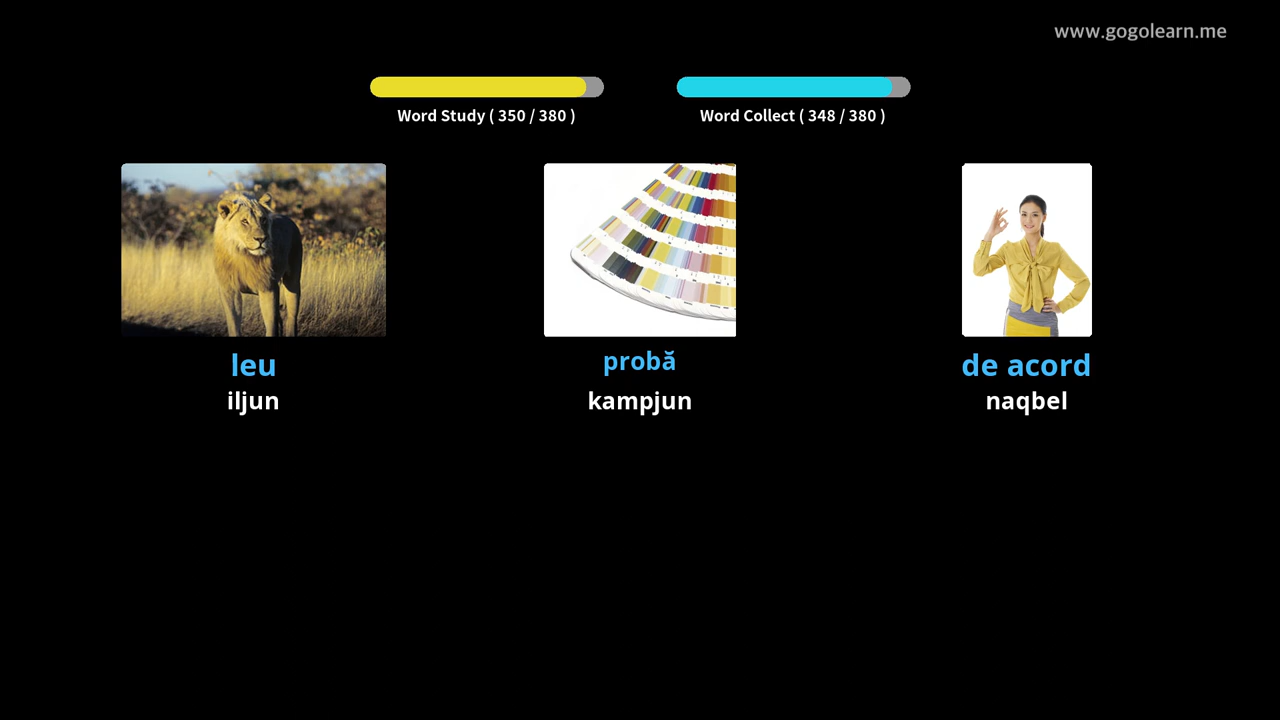 www.gogolearn.me
Word Study ( 350 / 380 )
Word Collect ( 348 / 380 )
leu
iljun
probă
kampjun
de acord
naqbel